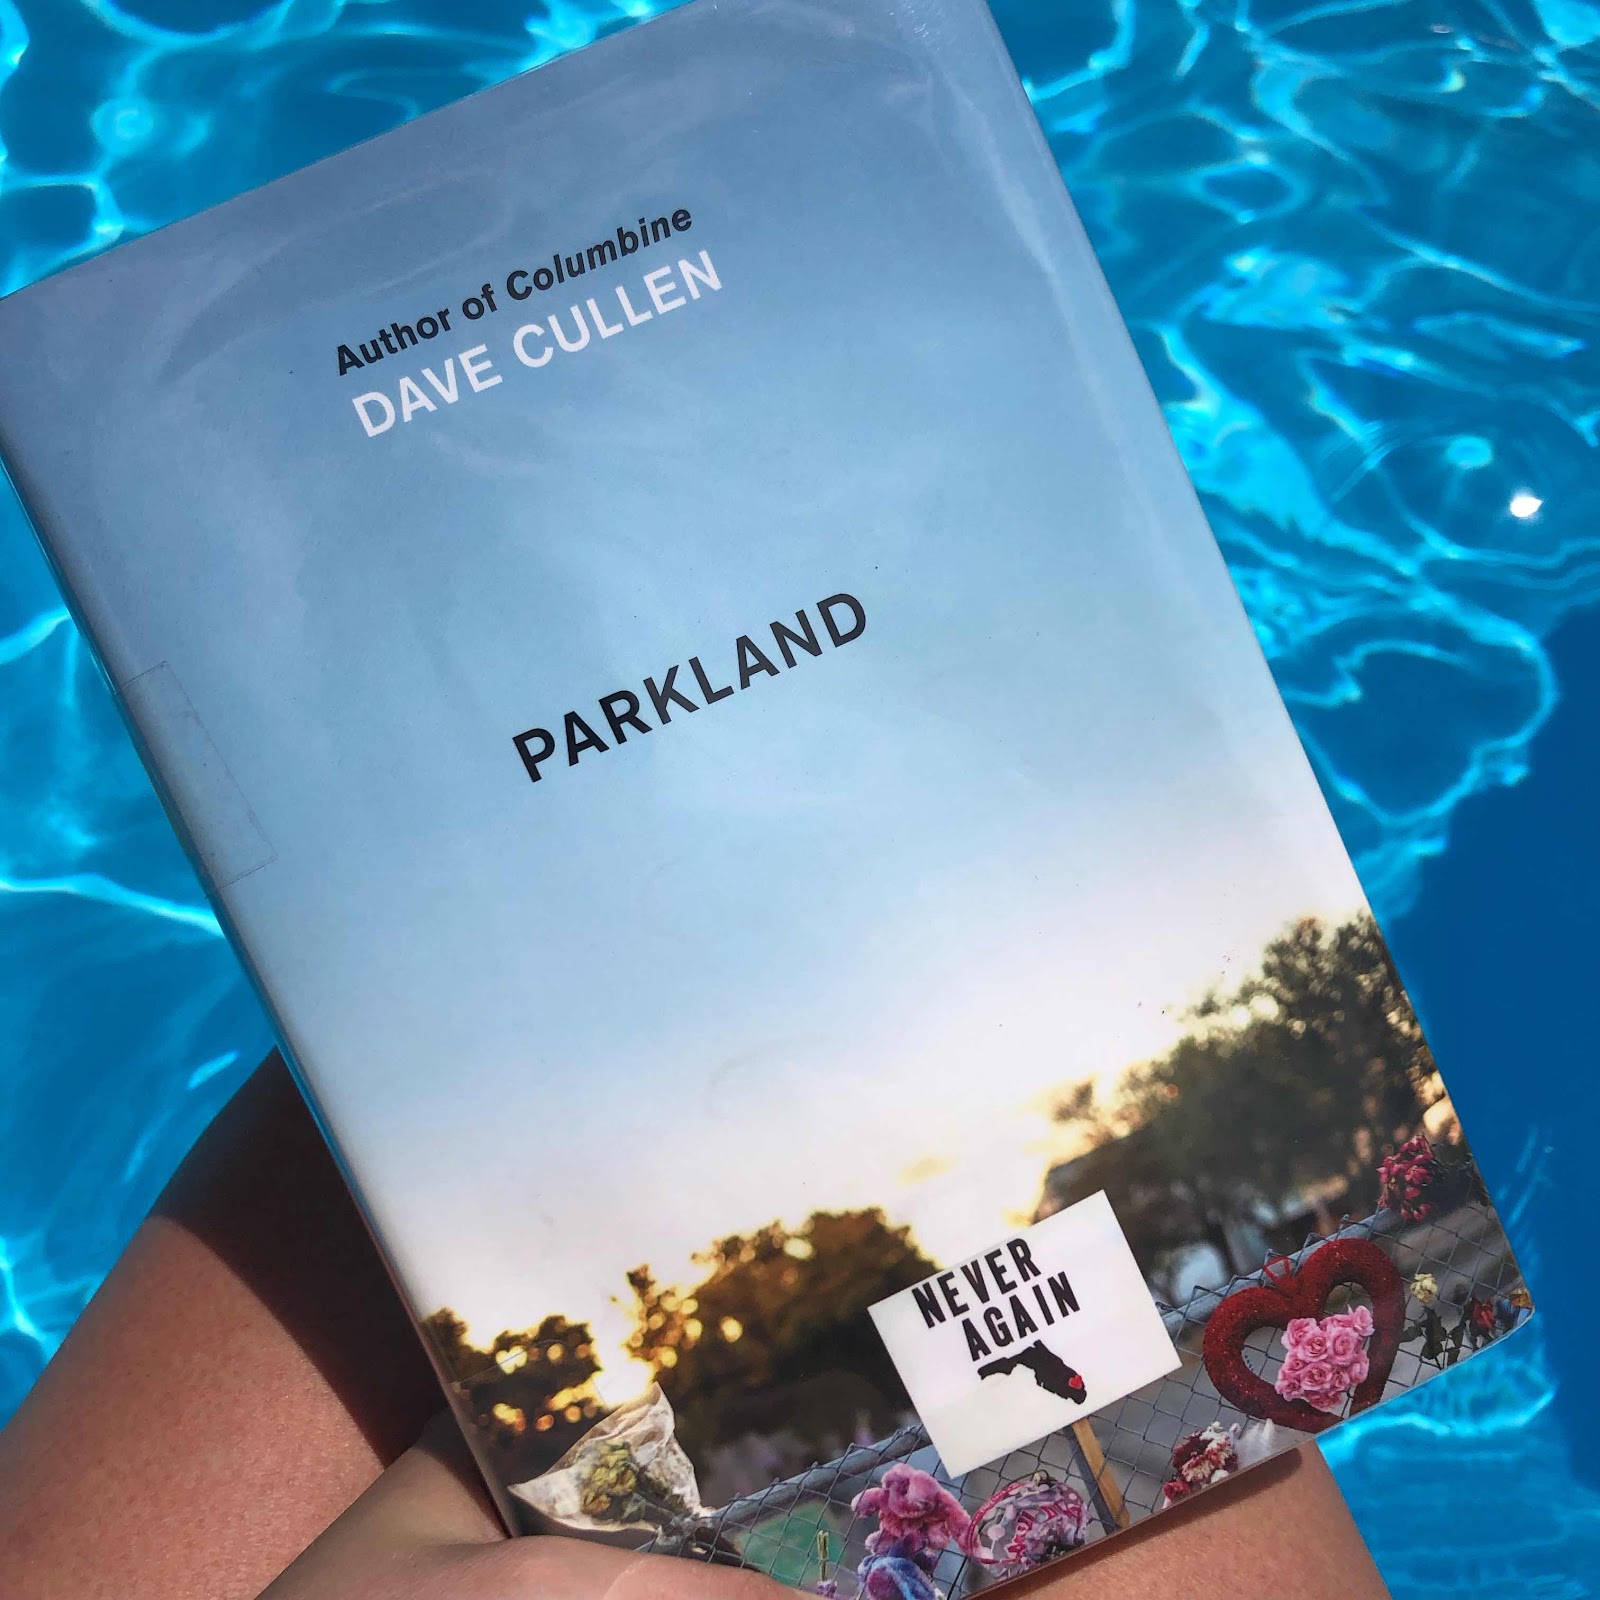 Author of Columbine
DAVE CULLEN
PARKLAND
NEVER
AGAIN